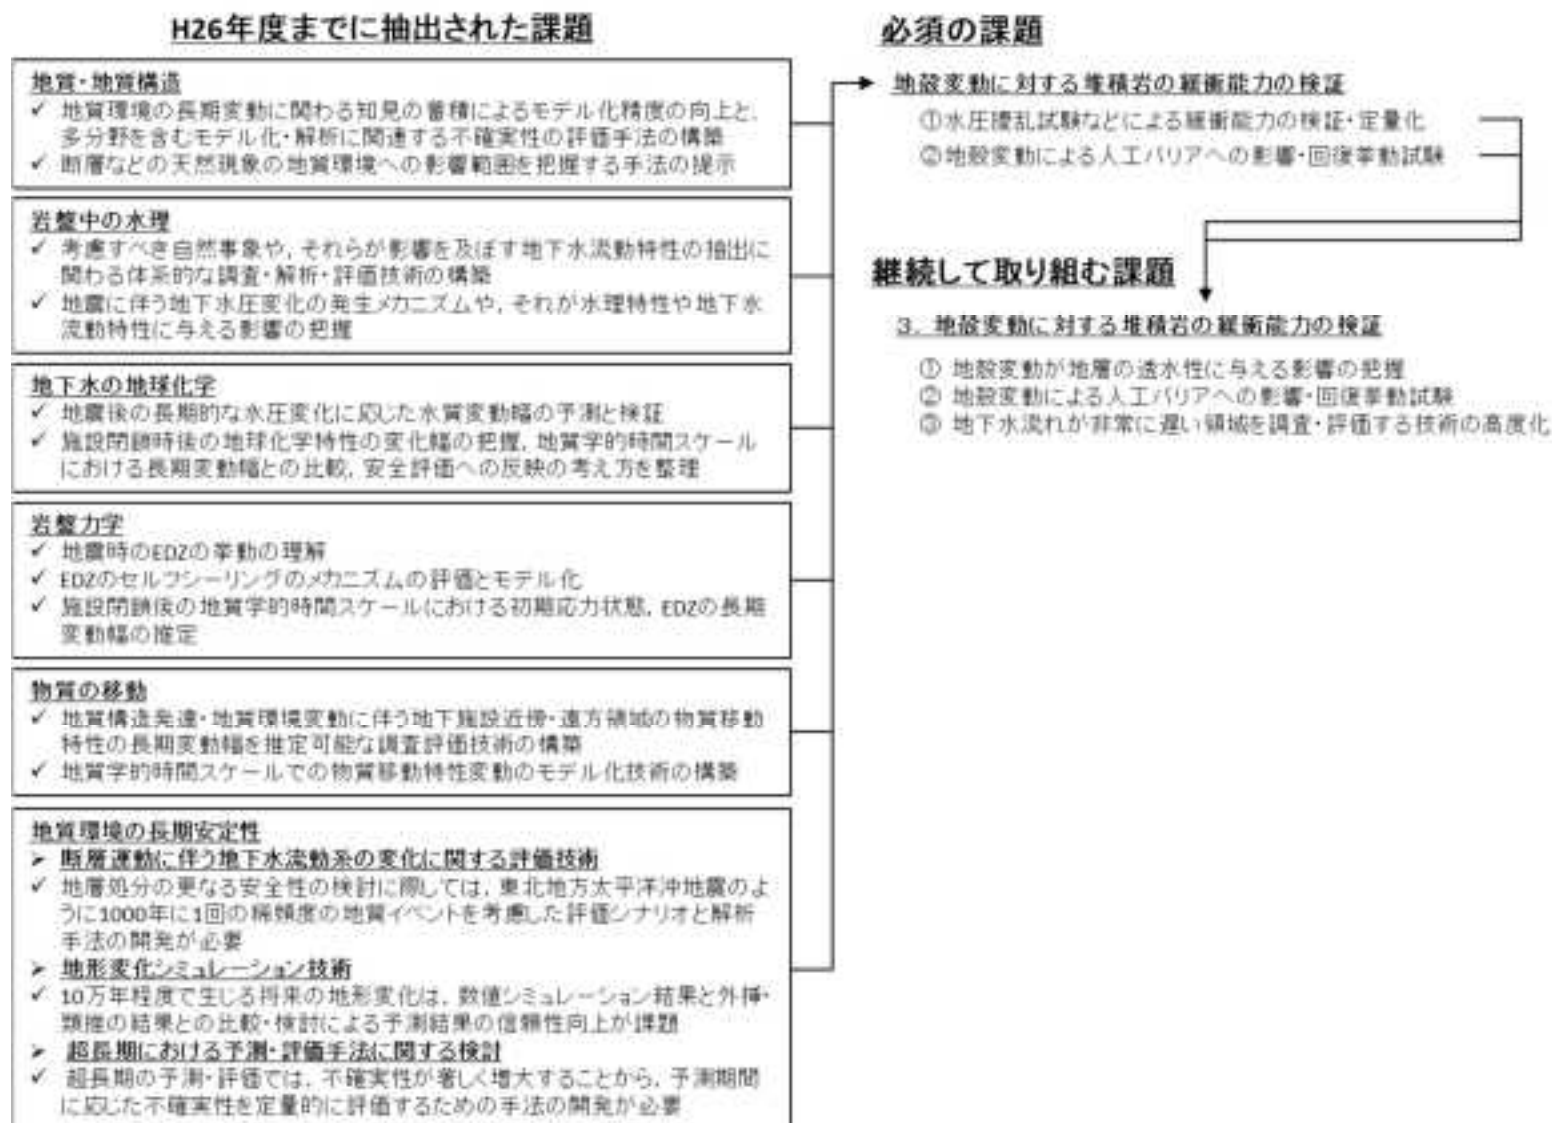 H26年度までに抽出された課題
地質・地質構造
✓ 地質環境の長期変動に関わる知見の蓄積によるモデル化精度の向上と、
多分野を含むモデル化・解析に関連する不確実性の評価手法の構築
✓ 断層などの天然現象の地質環境への影響範囲を把握する手法の提示
岩盤中の水理
✓ 考慮すべき自然事象や，それらが影響を及ぼす地下水流動特性の抽出に
関わる体系的な調査・解析・評価技術の構築
✓ 地震に伴う地下水圧変化の発生メカニズムや，それが水理特性や地下水
流動特性に与える影響の把握
地下水の地球化学
✓ 地震後の長期的な水圧変化に応じた水質変動幅の予測と検証
✓ 施設閉鎖時後の地球化学特性の変化幅の把握，地質学的時間スケール
における長期変動幅との比較，安全評価への反映の考え方を整理
岩盤力学
✓ 地震時のEDZの挙動の理解
✓ EDZのセルフシーリングのメカニズムの評価とモデル化
✓ 施設閉鎖後の地質学的時間スケールにおける初期応力状態，EDZの長期
変動幅の推定
物質の移動
✓ 地質構造発達・地質環境変動に伴う地下施設近傍・遠方領域の物質移動
特性の長期変動幅を推定可能な調査評価技術の構築
✓ 地質学的時間スケールでの物質移動特性変動のモデル化技術の構築
地質環境の長期安定性
➢ 断層運動に伴う地下水流動系の変化に関する評価技術
✓ 地層処分の更なる安全性の検討に際しては，東北地方太平洋沖地震のよ
うに1000年に1回の稀頻度の地質イベントを考慮した評価シナリオと解析
手法の開発が必要
➢ 地形変化シミュレーション技術
✓ 10万年程度で生じる将来の地形変化は，数値シミュレーション結果と外挿・
類推の結果との比較・検討による予測結果の信頼性向上が課題
➢ 超長期における予測・評価手法に関する検討
✓ 超長期の予測・評価では，不確実性が著しく増大することから，予測期間
に応じた不確実性を定量的に評価するための手法の開発が必要
必須の課題
地殻変動に対する堆積岩の緩衝能力の検証
①水圧擾乱試験などによる緩衝能力の検証・定量化
②地殻変動による人工バリアへの影響・回復挙動試験
継続して取り組む課題
3．地殻変動に対する堆積岩の緩衝能力の検証
① 地殻変動が地層の透水性に与える影響の把握
② 地殻変動による人工バリアへの影響・回復挙動試験
③ 地下水流れが非常に遅い領域を調査・評価する技術の高度化